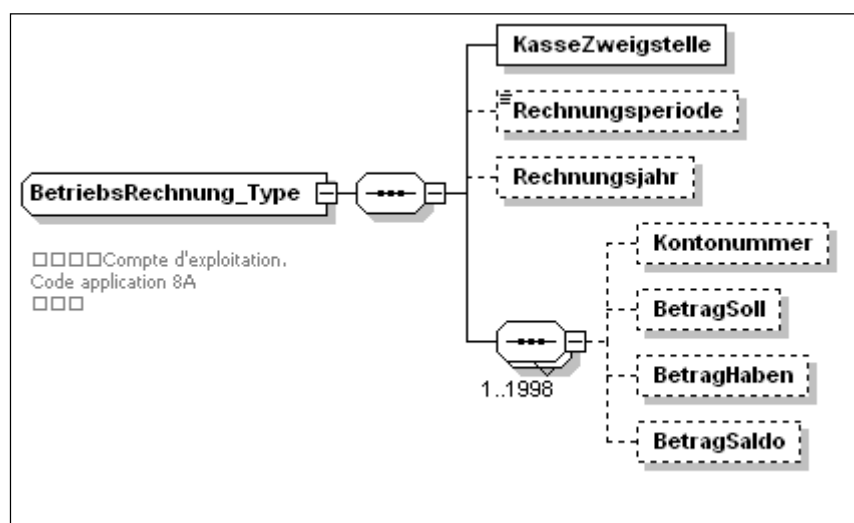 KasseZweigstelle
Rechnungsperiode
Rechnungsjahr
BetriebsRechnung_Type
□□□□Compte d'exploitation.
Code application 8A
□□□
Kontonummer
BetragSoll
BetragHaben
BetragSaldo
1..1998